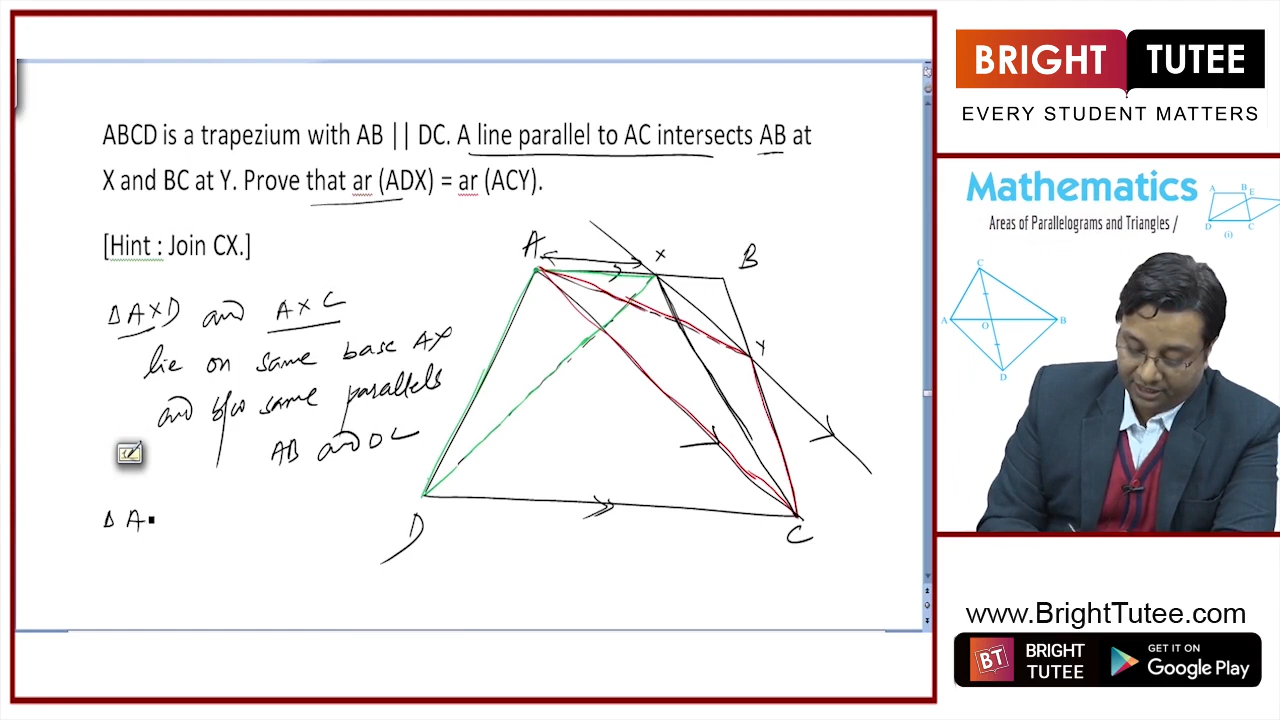 ABCD is a trapezium with AB || DC. A line parallel to AC intersects AB at
X and BC at Y. Prove that ar (ADX) = ar (ACY).
[Hint : Join CX.]
Δ AXD and AXC
lie on same base AX
and b/w same parallels
AB and DC
Δ A
A
X
B
Y
D
C
BRIGHT TUTEE
EVERY STUDENT MATTERS
Mathematics
Areas of Parallelograms and Triangles /
A B E
D C
(i)
C
A O B
D
www.BrightTutee.com
BT BRIGHT TUTEE
GET IT ON
Google Play